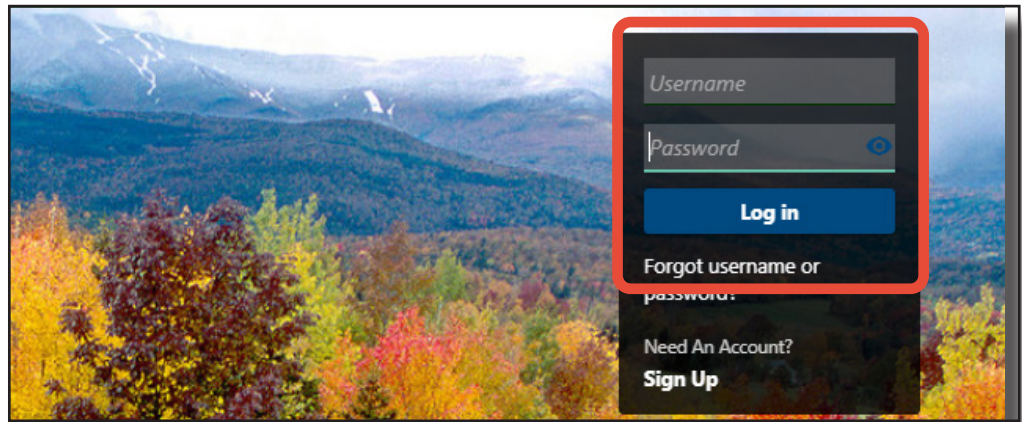 Username
Password
Log in
Forgot username or
password?
Need An Account?
Sign Up